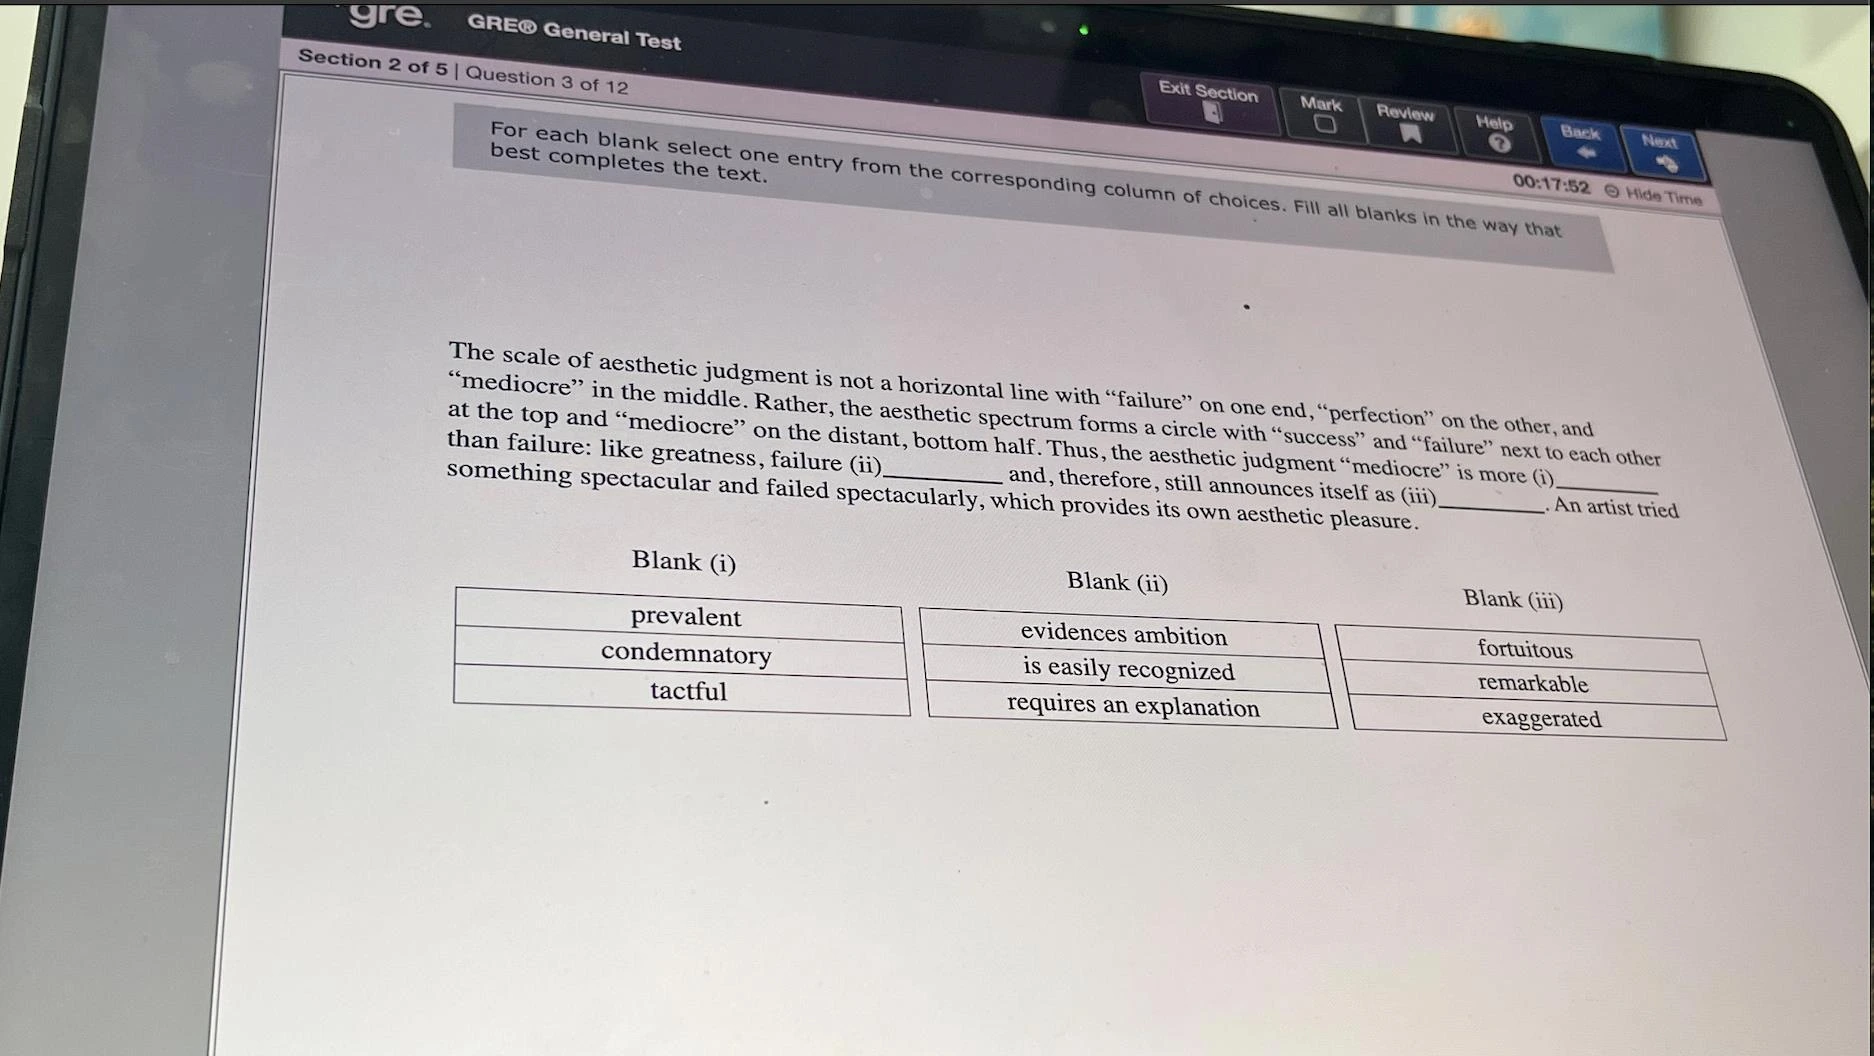 gre. GRE® General Test
Section 2 of 5 | Question 3 of 12
Exit Section
Mark
Review
Help
Back
Next
00:17:52 Hide Time
For each blank select one entry from the corresponding column of choices. Fill all blanks in the way that
best completes the text.
The scale of aesthetic judgment is not a horizontal line with “failure” on one end, “perfection” on the other, and
“mediocre” in the middle. Rather, the aesthetic spectrum forms a circle with “success” and “failure” next to each other
at the top and “mediocre” on the distant, bottom half. Thus, the aesthetic judgment “mediocre” is more (i)__________
than failure: like greatness, failure (ii)__________ and, therefore, still announces itself as (iii)__________. An artist tried
something spectacular and failed spectacularly, which provides its own aesthetic pleasure.
Blank (i)
prevalent
condemnatory
tactful
Blank (ii)
evidences ambition
is easily recognized
requires an explanation
Blank (iii)
fortuitous
remarkable
exaggerated